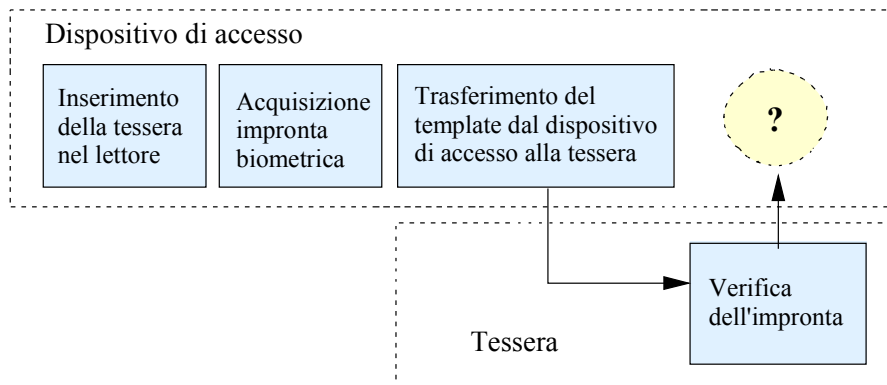 Dispositivo di accesso
Inserimento
della tessera
nel lettore
Acquisizione
impronta
biometrica
Trasferimento del
template dal dispositivo
di accesso alla tessera
?
Verifica
dell'impronta
Tessera